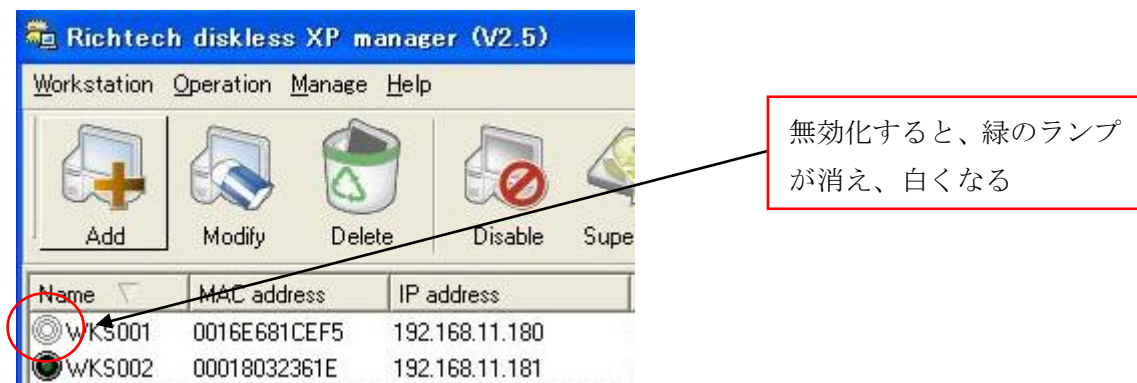 Richtech diskless XP manager (V2.5)
Workstation Operation Manage Help
無効化すると、緑のランプ
が消え、白くなる
Add Modify Delete Disable Supe
Name MAC address IP address
WKS001 0016E681CEF5 192.168.11.180
WKS002 00018032361E 192.168.11.181